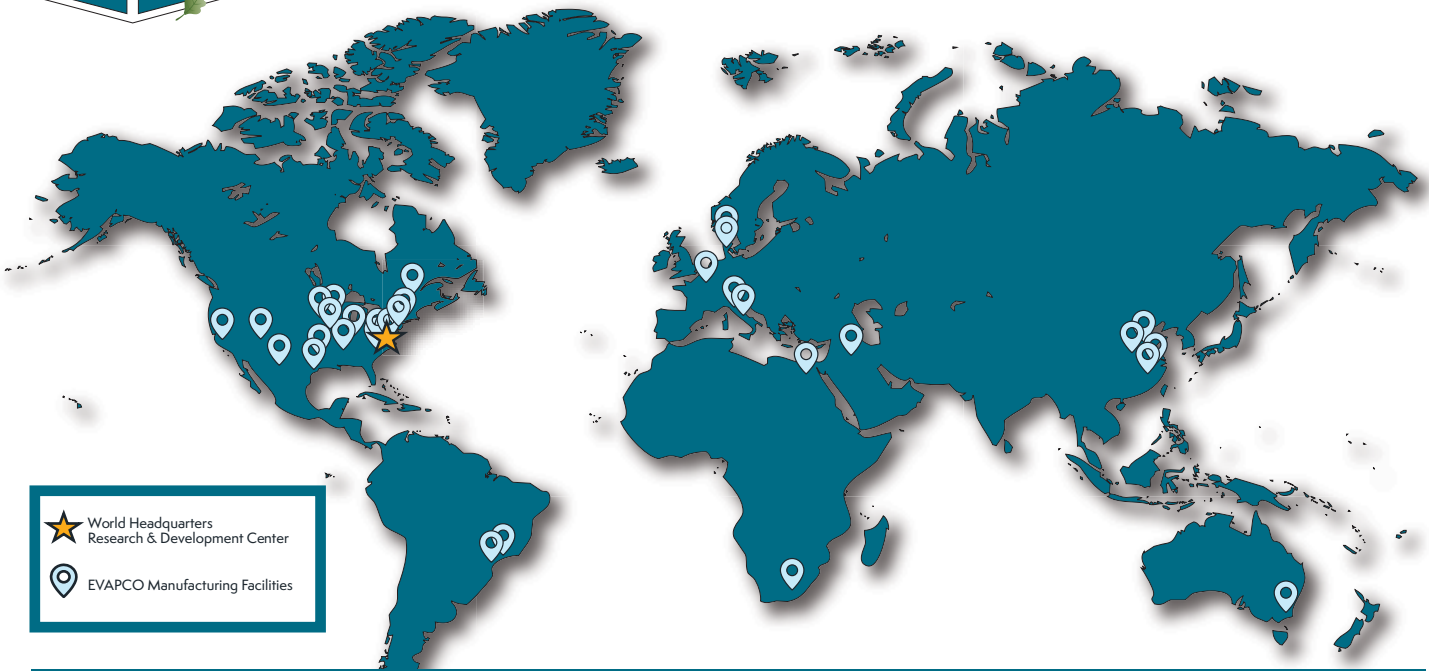 World Headquarters
Research & Development Center
EVAPCO Manufacturing Facilities